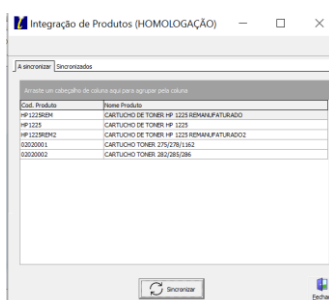 Integração de Produtos (HOMOLOGAÇÃO)
A sincronizar Sincronizados
Arraste um cabeçalho de coluna aqui para agrupar pela coluna
Cod. Produto Nome Produto
HP1225REM CARTUCHO DE TONER HP 1225 REMANUFATURADO
HP1225 CARTUCHO DE TONER HP 1225
HP1225REM2 CARTUCHO DE TONER HP 1225 REMANUFATURADO2
02020001 CARTUCHO TONER 275/278/1162
02020002 CARTUCHO TONER 282/285/286
Sincronizar
Fechar